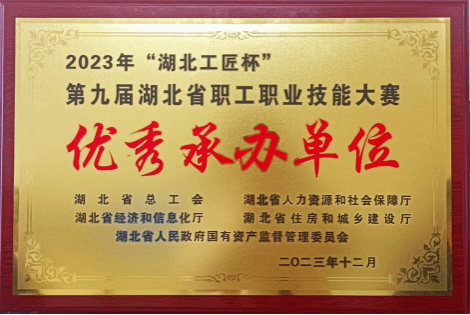 2023年“湖北工匠杯”
第九届湖北省职工职业技能大赛
优秀承办单位
湖北省总工会 湖北省人力资源和社会保障厅
湖北省经济和信息化厅 湖北省住房和城乡建设厅
湖北省人民政府国有资产监督管理委员会
二〇二三年十二月